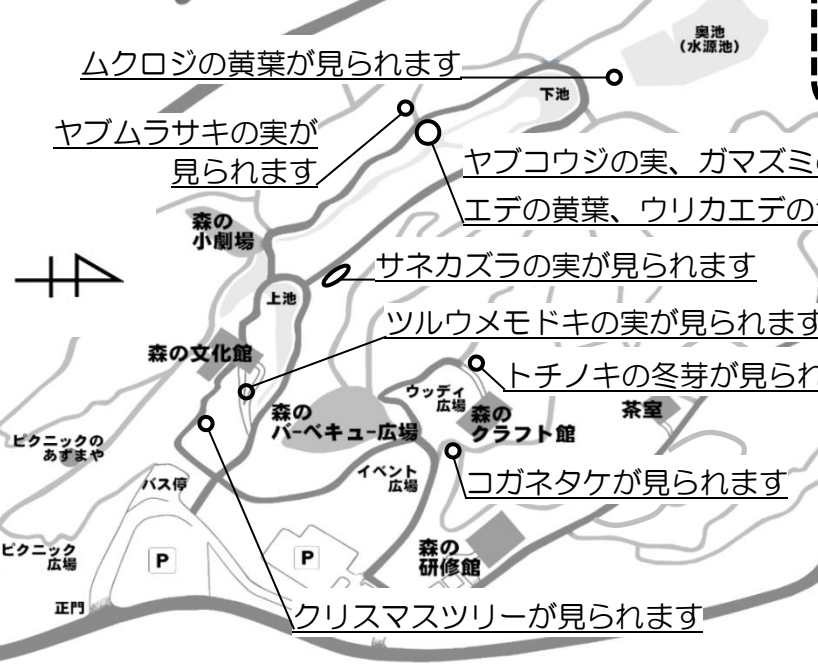 奥池
(水源池)
ムクロジの黄葉が見られます
下池
ヤブムラサキの実が
見られます
ヤブコウジの実、ガマズミの
エデの黄葉、ウリカエデの
森の
小劇場
サネカズラの実が見られます
上池
ツルウメモドキの実が見られます
森の文化館
トチノキの冬芽が見られ
ウッディ
広場
森の
クラフト館
茶室
森の
バーベキュー広場
ピクニックの
あずまや
バス停
イベント
広場
コガネタケが見られます
ピクニック
広場
P
P
森の
研修館
正門
クリスマスツリーが見られます